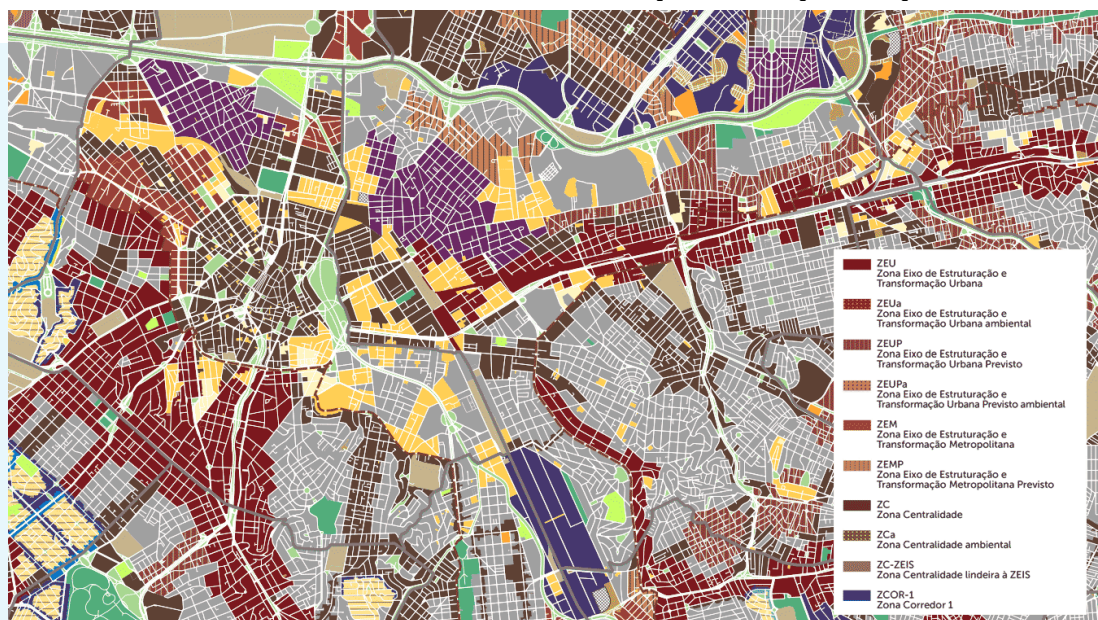 ZEU
Zona Eixo de Estruturação e
Transformação Urbana
ZEUa
Zona Eixo de Estruturação e
Transformação Urbana ambiental
ZEUP
Zona Eixo de Estruturação e
Transformação Urbana Previsto
ZEUPa
Zona Eixo de Estruturação e
Transformação Urbana Previsto ambiental
ZEM
Zona Eixo de Estruturação e
Transformação Metropolitana
ZEMP
Zona Eixo de Estruturação e
Transformação Metropolitana Previsto
ZC
Zona Centralidade
ZCa
Zona Centralidade ambiental
ZC-ZEIS
Zona Centralidade lindeira à ZEIS
ZCOR-1
Zona Corredor 1